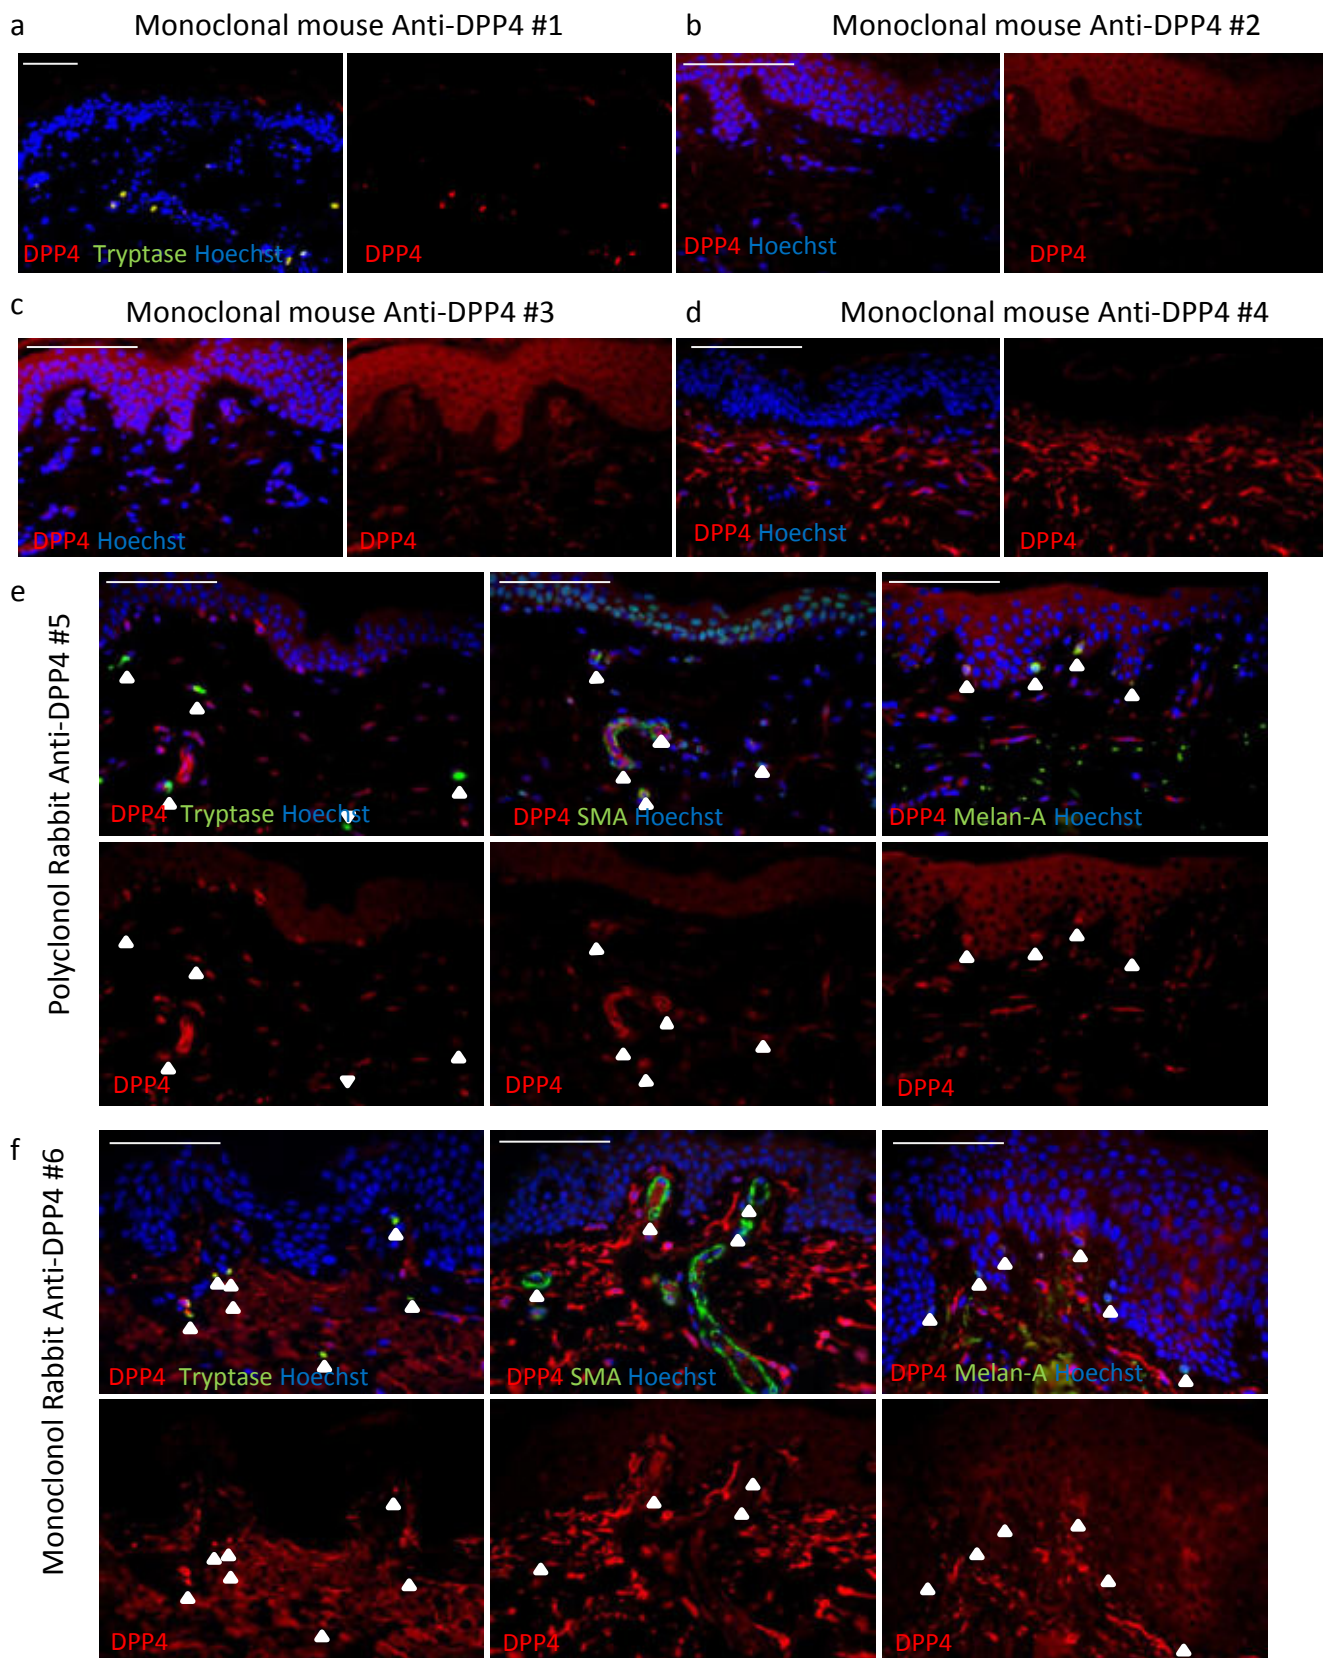 a
Monoclonal mouse Anti-DPP4 #1
b
Monoclonal mouse Anti-DPP4 #2
DPP4 Tryptase Hoechst
DPP4
DPP4 Hoechst
DPP4
c
Monoclonal mouse Anti-DPP4 #3
d
Monoclonal mouse Anti-DPP4 #4
DPP4 Hoechst
DPP4
DPP4 Hoechst
DPP4
e
Polyclonol Rabbit Anti-DPP4 #5
DPP4 Tryptase Hoechst
DPP4 SMA Hoechst
DPP4 Melan-A Hoechst
DPP4
DPP4
DPP4
f
Monoclonol Rabbit Anti-DPP4 #6
DPP4 Tryptase Hoechst
DPP4 SMA Hoechst
DPP4 Melan-A Hoechst
DPP4
DPP4
DPP4